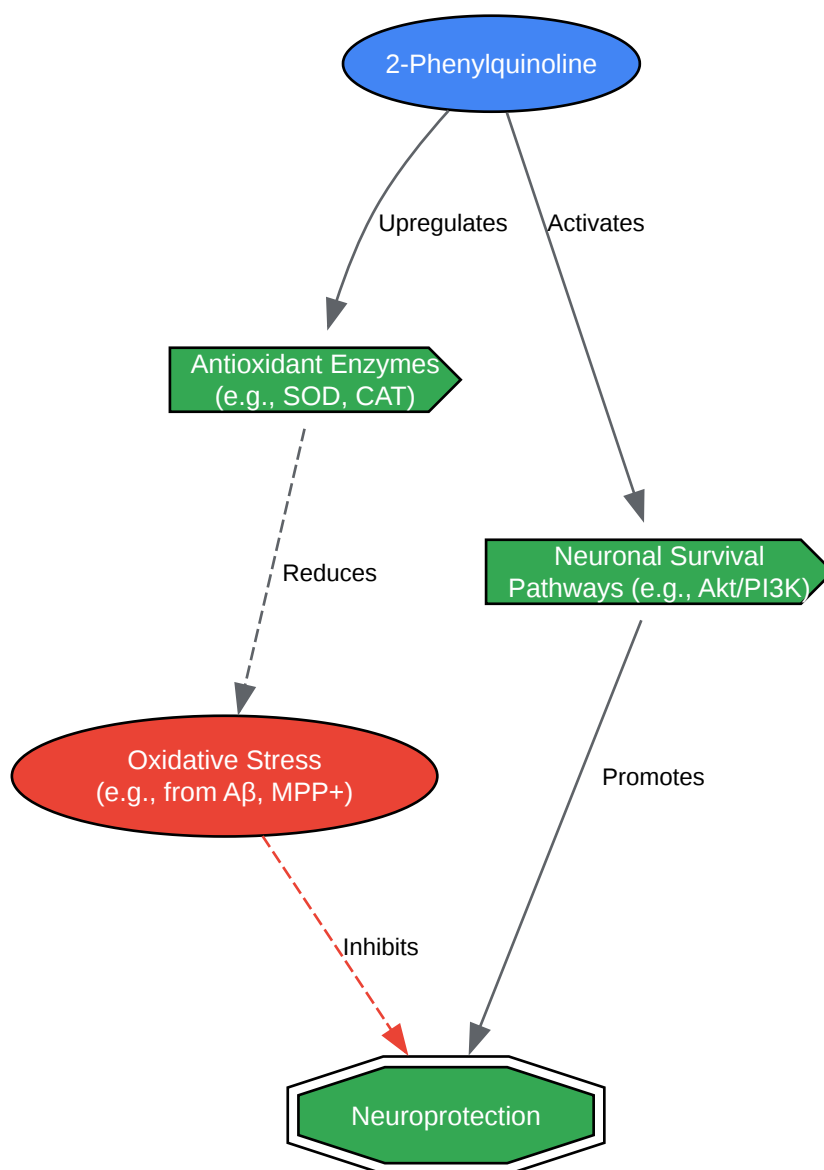 2-Phenylquinoline
Upregulates
Activates
Antioxidant Enzymes
(e.g., SOD, CAT)
Neuronal Survival
Pathways (e.g., Akt/PI3K)
Reduces
Oxidative Stress
(e.g., from Aβ, MPP+)
Promotes
Inhibits
Neuroprotection